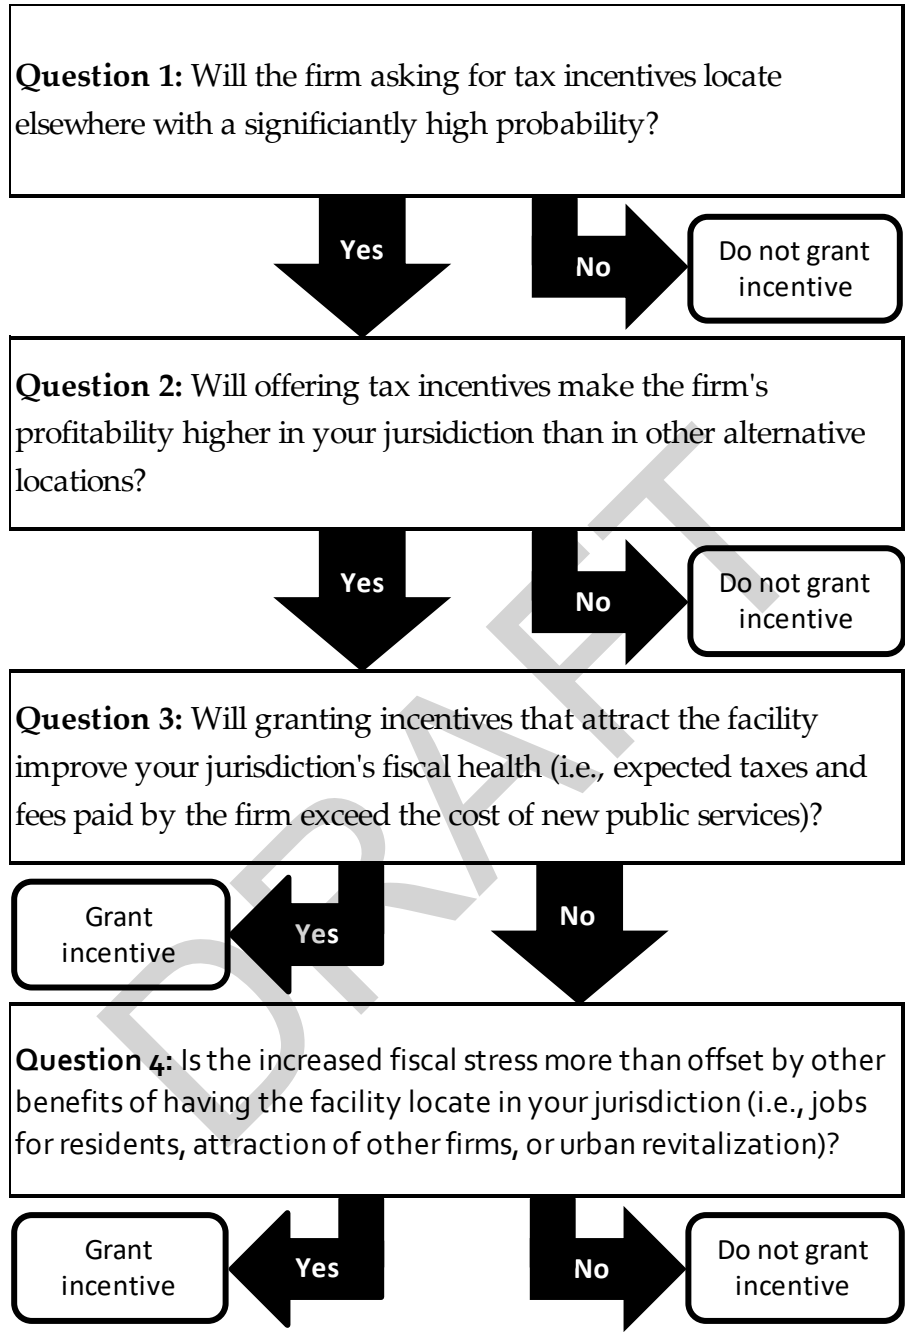 Question 1: Will the firm asking for tax incentives locate
elsewhere with a significiantly high probability?
Yes
No
Do not grant
incentive
Question 2: Will offering tax incentives make the firm's
profitability higher in your jursidiction than in other alternative
locations?
Yes
No
Do not grant
incentive
Question 3: Will granting incentives that attract the facility
improve your jurisdiction's fiscal health (i.e., expected taxes and
fees paid by the firm exceed the cost of new public services)?
Grant
incentive
Yes
No
Question 4: Is the increased fiscal stress more than offset by other
benefits of having the facility locate in your jurisdiction (i.e., jobs
for residents, attraction of other firms, or urban revitalization)?
Grant
incentive
Yes
No
Do not grant
incentive
DRAFT